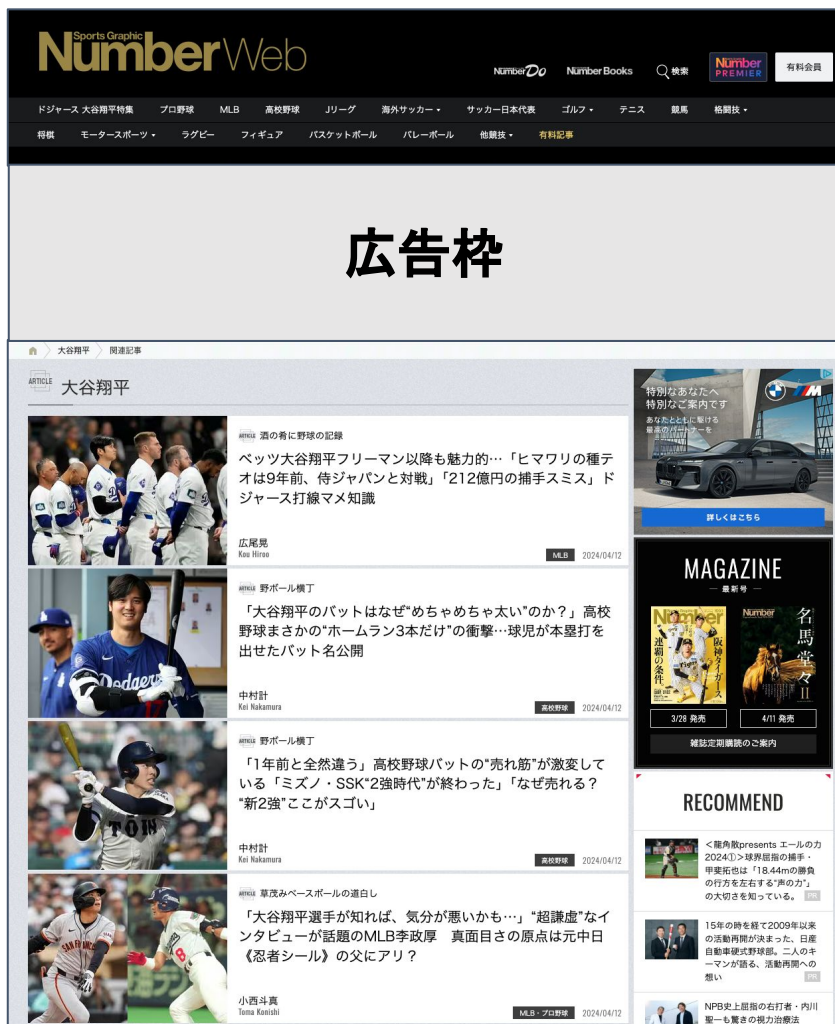 Sports Graphic
NumberWeb
Number Do
Number Books
検索
Number
PREMIER
有料会員
ドジャース 大谷翔平特集
プロ野球
MLB
高校野球
Jリーグ
海外サッカー
サッカー日本代表
ゴルフ
テニス
競馬
格闘技
将棋
モータースポーツ
ラグビー
フィギュア
バスケットボール
バレーボール
他競技
有料記事
広告枠
大谷翔平
関連記事
ARTICLE
大谷翔平
ARTICLE 酒の肴に野球の記録
ベッツ大谷翔平フリーマン以降も魅力的…「ヒマワリの種テ
オは9年前、侍ジャパンと対戦」「212億円の捕手スミス」ド
ジャース打線マメ知識
広尾晃
Kou Hiroo
MLB 2024/04/12
ARTICLE 野ボール横丁
「大谷翔平のバットはなぜ“めちゃめちゃ太い”のか？」高校
野球まさかの“ホームラン3本だけ”の衝撃…球児が本塁打を
出せたバット名公開
中村計
Kei Nakamura
高校野球 2024/04/12
Dodgers
17
ARTICLE 野ボール横丁
「1年前と全然違う」高校野球バットの“売れ筋”が激変して
いる「ミズノ・SSK“2強時代”が終わった」「なぜ売れる？
“新2強”ここがスゴい」
中村計
Kei Nakamura
高校野球 2024/04/12
TŌIN
ARTICLE 草茂みベースボールの道白し
「大谷翔平選手が知れば、気分が悪いかも…」“超謙虚”なイ
ンタビューが話題のMLB李政厚　真面目さの原点は元中日
《忍者シール》の父にアリ？
小西斗真
Toma Konishi
MLB・プロ野球 2024/04/12
8
特別なあなたへ
特別なご案内です
あなたとともに駆ける
最高のパートナーを
詳しくはこちら
MAGAZINE
最新号
Number
阪神タイガース
連覇の条件。
Number
名馬堂々II
3/28 発売
4/11 発売
雑誌定期購読のご案内
RECOMMEND
＜龍角散presents エールの力
2024①＞球界屈指の捕手・
甲斐拓也は「18.44mの勝負
の行方を左右する“声の力”」
の大切さを知っている。 PR
15年の時を経て2009年以来
の活動再開が決まった、日産
自動車硬式野球部。二人のキ
ーマンが語る、活動再開への
想い PR
NPB史上屈指の右打者・内川
聖一も驚きの視力治療法